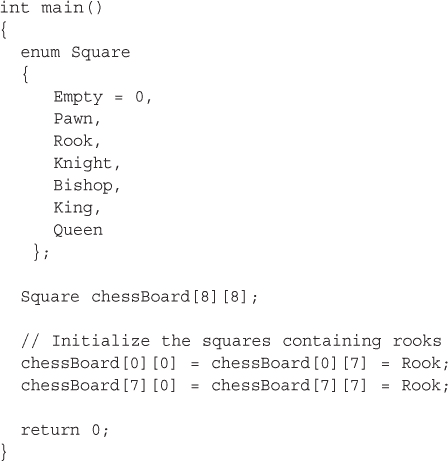 int main()
{
  enum Square
  {
     Empty = 0,
     Pawn,
     Rook,
     Knight,
     Bishop,
     King,
     Queen
   };

  Square chessBoard[8][8];

  // Initialize the squares containing rooks
  chessBoard[0][0] = chessBoard[0][7] = Rook;
  chessBoard[7][0] = chessBoard[7][7] = Rook;

  return 0;
}